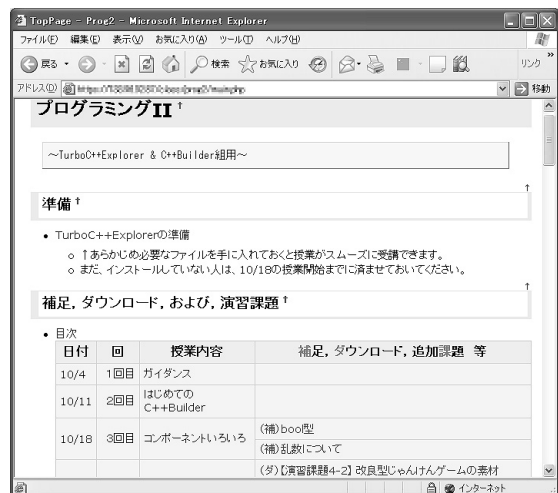 TopPage - Prog2 - Microsoft Internet Explorer
ファイル(F) 編集(E) 表示(V) お気に入り(A) ツール(T) ヘルプ(H)
戻る 検索 お気に入り リンク »
アドレス(D) 移動
プログラミングII †
～TurboC++Explorer & C++Builder組用～
↑
準備 †
• TurboC++Explorerの準備
○ ↑あらかじめ必要なファイルを手に入れておくと授業がスムーズに受講できます。
○ まだ、インストールしていない人は、10/18の授業開始までに済ませておいてください。
↑
補足, ダウンロード, および, 演習課題 †
• 目次
日付 回 授業内容 補足, ダウンロード, 追加課題 等
10/4 1回目 ガイダンス
10/11 2回目 はじめての
C++Builder
10/18 3回目 コンポーネントいろいろ (補)bool型
(補)乱数について
(ダ)【演習課題4-2】改良型じゃんけんゲームの素材
インターネット